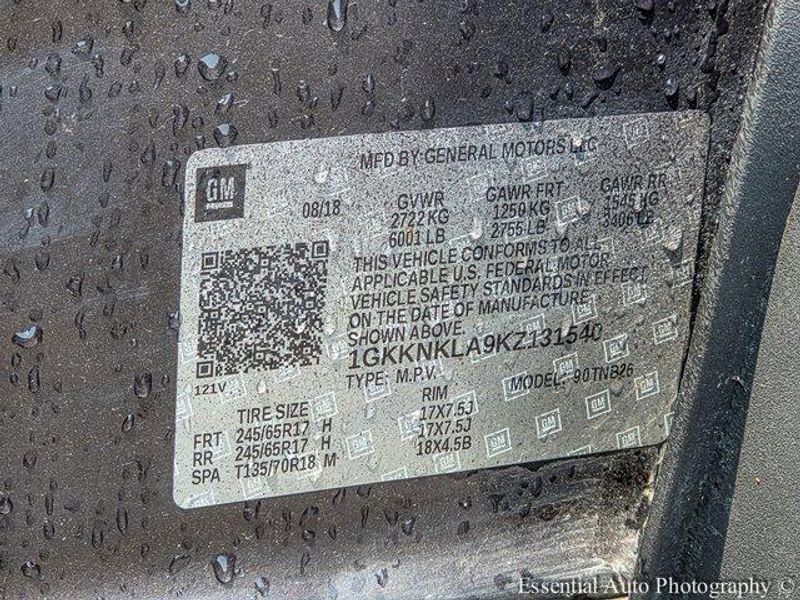 MFD BY GENERAL MOTORS LLC
GM
08/18 GVWR GAWR FRT GAWR RR
2722 KG 1250 KG 1545 KG
6001 LB 2755 LB 3406 LB
THIS VEHICLE CONFORMS TO ALL
APPLICABLE U.S. FEDERAL MOTOR
VEHICLE SAFETY STANDARDS IN EFFECT
ON THE DATE OF MANUFACTURE
SHOWN ABOVE.
1GKKNKLA9KZ131540
121V TYPE: M.P.V. MODEL: 90TNB26
TIRE SIZE RIM
FRT 245/65R17 H 17X7.5J
RR 245/65R17 H 17X7.5J
SPA T135/70R18 M 18X4.5B
Essential Auto Photography ©